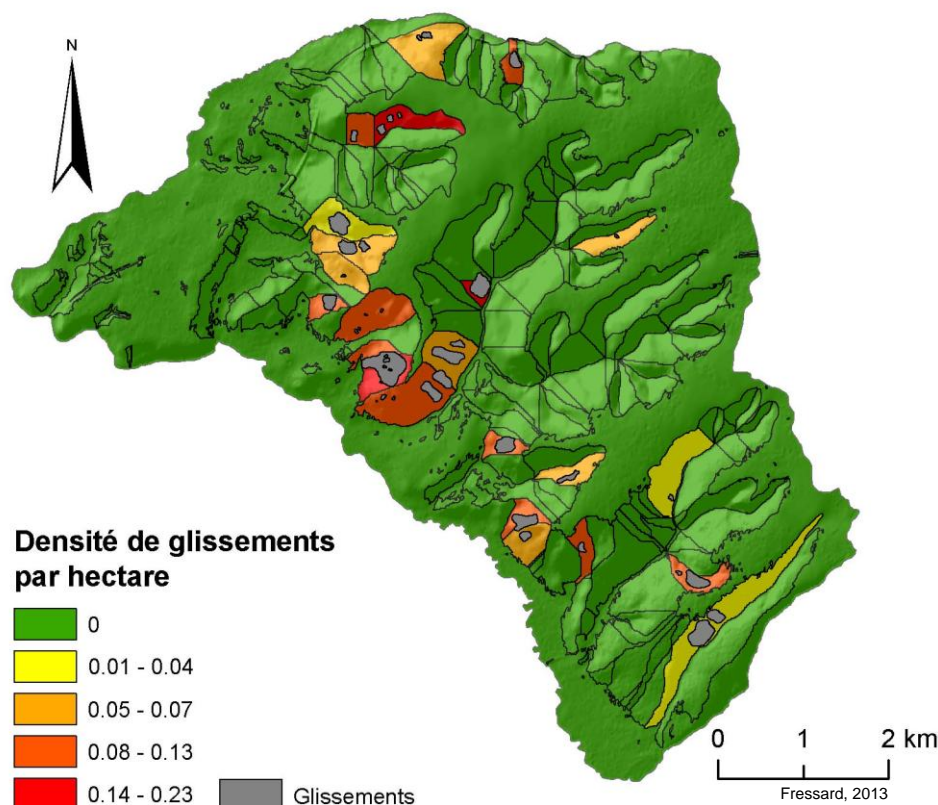 N
Densité de glissements
par hectare
0
0.01 - 0.04
0.05 - 0.07
0.08 - 0.13
0.14 - 0.23
Glissements
0 1 2 km
Fressard, 2013